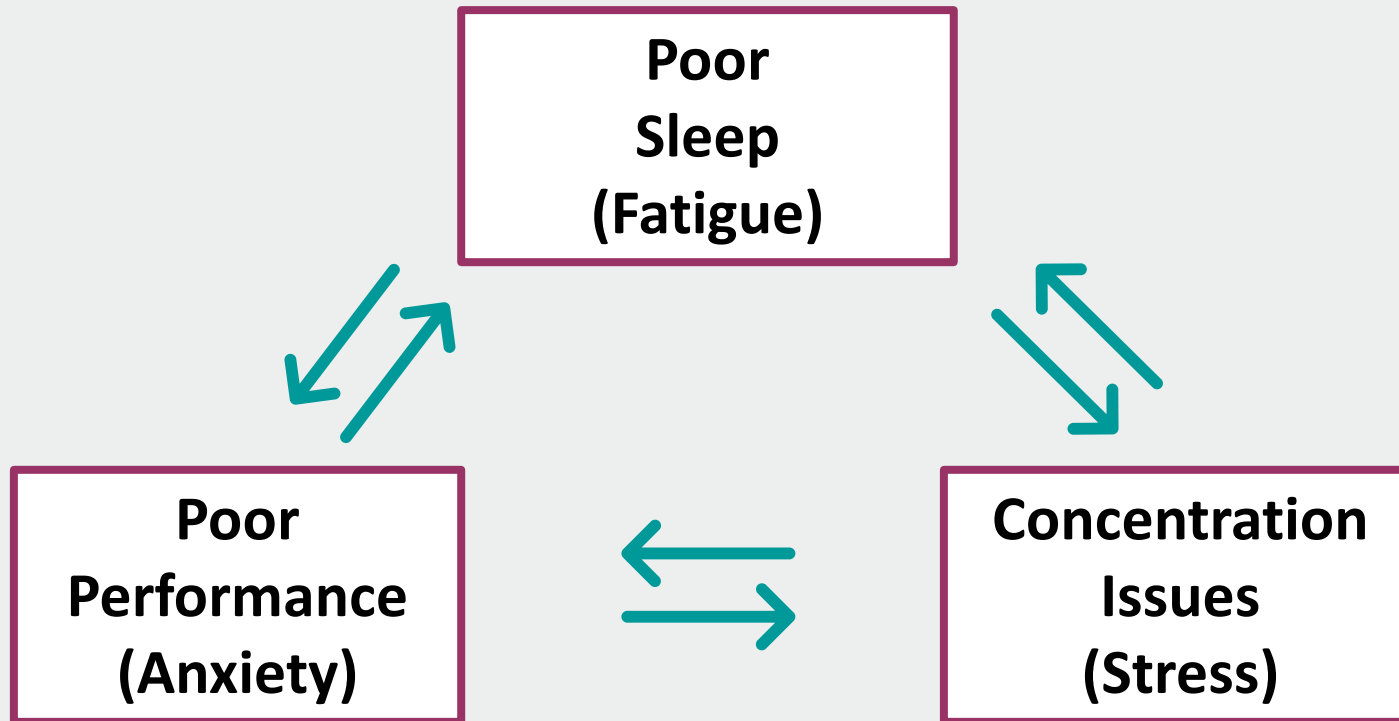 Poor
Sleep
(Fatigue)
Poor
Performance
(Anxiety)
Concentration
Issues
(Stress)